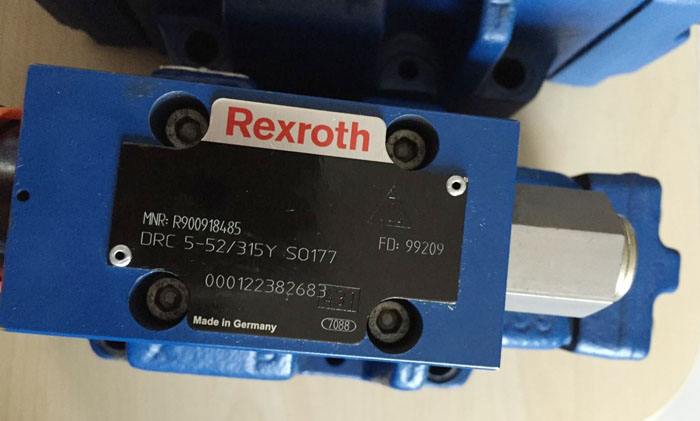 Rexroth
MNR: R900918485
DRC 5-52/315Y SO177
FD: 99209
000122382683
Made in Germany
7088